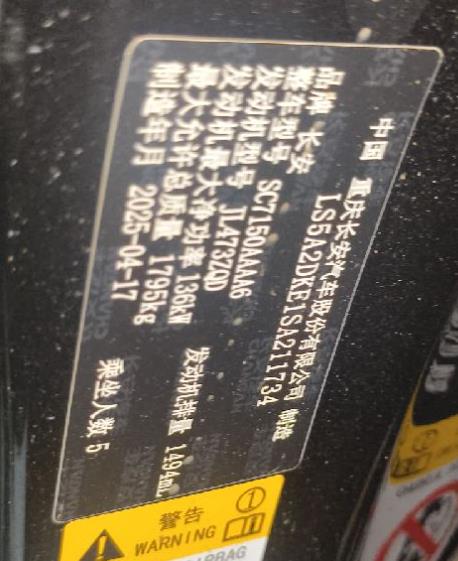 中国 重庆长安汽车股份有限公司 制造
LS5A2DKE1SA211734
品牌 长安
整车型号 SC7150AAAA6
发动机型号 JL473ZQD
发动机最大净功率 136kW 发动机排量 1494mL
最大允许总质量 1795kg
制造年月 2025-04-17 乘坐人数 5
警告
WARNING
AIRBAG